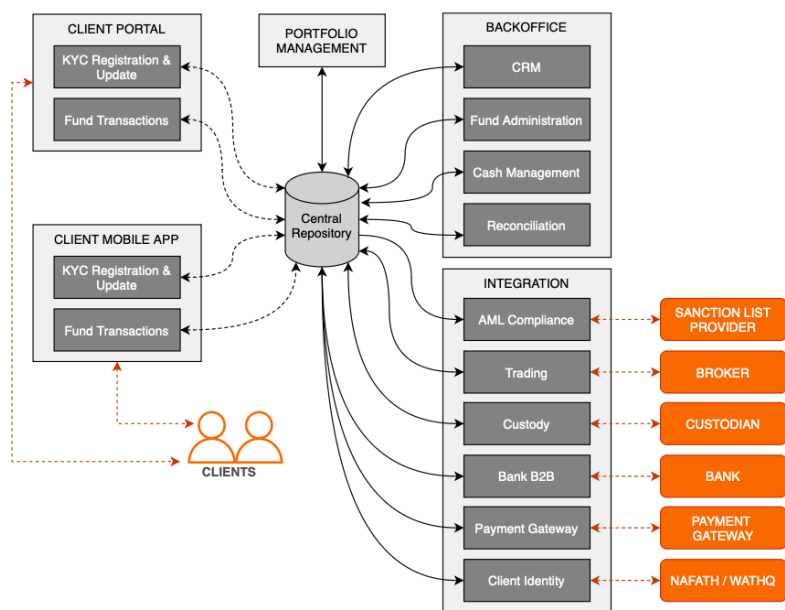 CLIENT PORTAL
KYC Registration &
Update
Fund Transactions
PORTFOLIO
MANAGEMENT
BACKOFFICE
CRM
Fund Administration
Cash Management
Reconciliation
Central
Repository
CLIENT MOBILE APP
KYC Registration &
Update
Fund Transactions
CLIENTS
INTEGRATION
AML Compliance
Trading
Custody
Bank B2B
Payment Gateway
Client Identity
SANCTION LIST
PROVIDER
BROKER
CUSTODIAN
BANK
PAYMENT
GATEWAY
NAFATH / WATHQ